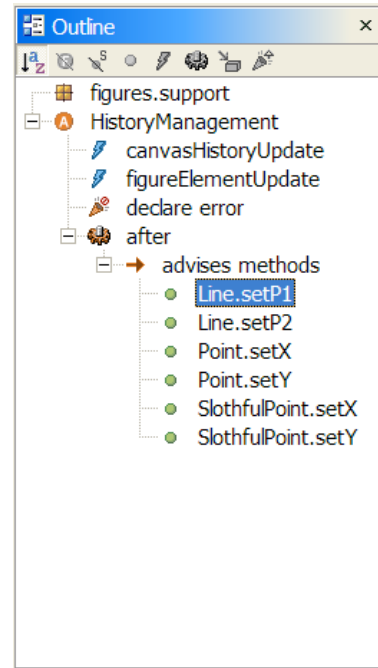 Outline
figures.support
HistoryManagement
canvasHistoryUpdate
figureElementUpdate
declare error
after
advises methods
Line.setP1
Line.setP2
Point.setX
Point.setY
SlothfulPoint.setX
SlothfulPoint.setY